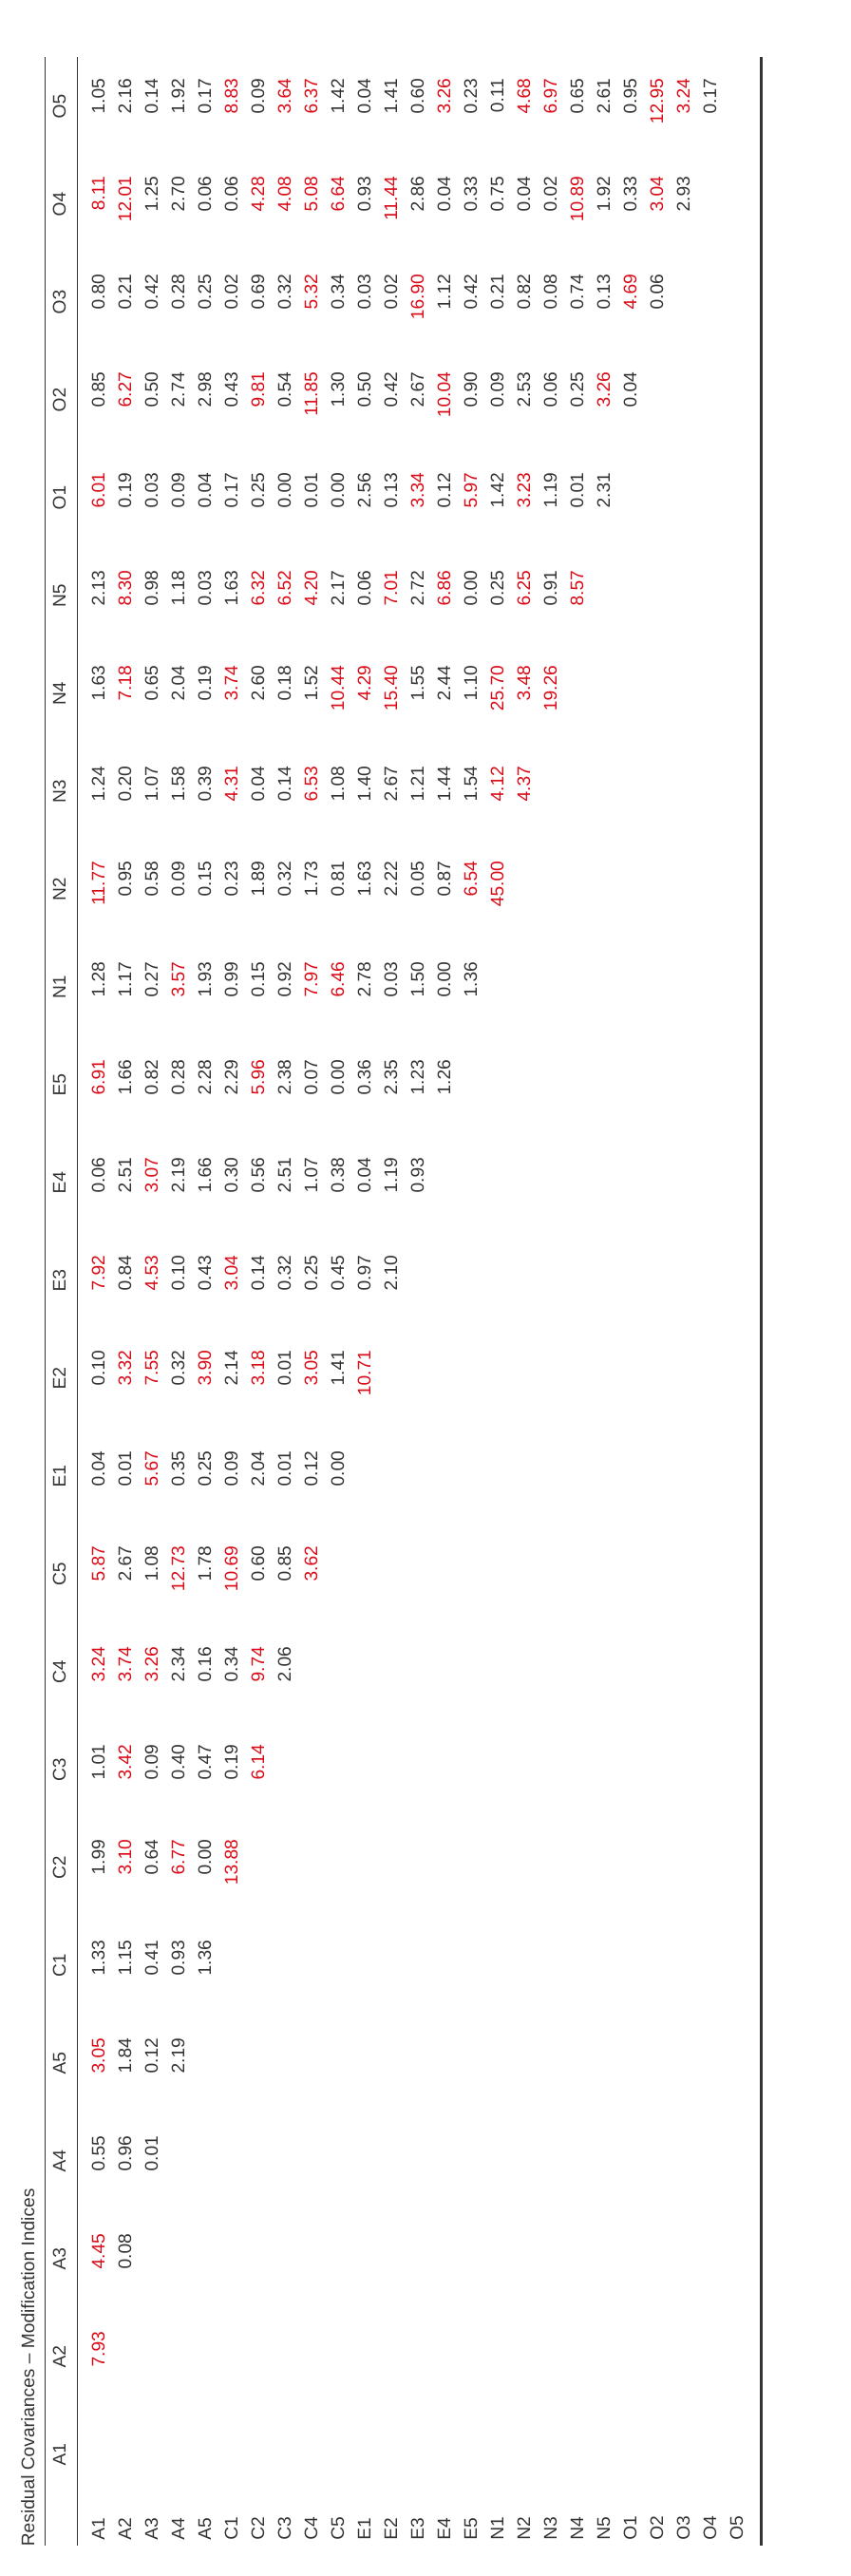 Residual Covariances – Modification Indices
A1 A2 A3 A4 A5 C1 C2 C3 C4 C5 E1 E2 E3 E4 E5 N1 N2 N3 N4 N5 O1 O2 O3 O4 O5
A1 7.93 4.45 0.55 3.05 1.33 1.99 1.01 3.24 5.87 0.04 0.10 7.92 0.06 6.91 1.28 11.77 1.24 1.63 2.13 6.01 0.85 0.80 8.11 1.05
A2 0.08 0.96 1.84 1.15 3.10 3.42 3.74 2.67 0.01 3.32 0.84 2.51 1.66 1.17 0.95 0.20 7.18 8.30 0.19 6.27 0.21 12.01 2.16
A3 0.01 0.12 0.41 0.64 0.09 3.26 1.08 5.67 7.55 4.53 3.07 0.82 0.27 0.58 1.07 0.65 0.98 0.03 0.50 0.42 1.25 0.14
A4 2.19 0.93 6.77 0.40 2.34 12.73 0.35 0.32 0.10 2.19 0.28 3.57 0.09 1.58 2.04 1.18 0.09 2.74 0.28 2.70 1.92
A5 1.36 0.00 0.47 0.16 1.78 0.25 3.90 0.43 1.66 2.28 1.93 0.15 0.39 0.19 0.03 0.04 2.98 0.25 0.06 0.17
C1 13.88 0.19 0.34 10.69 0.09 2.14 3.04 0.30 2.29 0.99 0.23 4.31 3.74 1.63 0.17 0.43 0.02 0.06 8.83
C2 6.14 9.74 0.60 2.04 3.18 0.14 0.56 5.96 0.15 1.89 0.04 2.60 6.32 0.25 9.81 0.69 4.28 0.09
C3 2.06 0.85 0.01 0.01 0.32 2.51 2.38 0.92 0.32 0.14 0.18 6.52 0.00 0.54 0.32 4.08 3.64
C4 3.62 0.12 3.05 0.25 1.07 0.07 7.97 1.73 6.53 1.52 4.20 0.01 11.85 5.32 5.08 6.37
C5 0.00 1.41 0.45 0.38 0.00 6.46 0.81 1.08 10.44 2.17 0.00 1.30 0.34 6.64 1.42
E1 10.71 0.97 0.04 0.36 2.78 1.63 1.40 4.29 0.06 2.56 0.50 0.03 0.93 0.04
E2 2.10 1.19 2.35 0.03 2.22 2.67 15.40 7.01 0.13 0.42 0.02 11.44 1.41
E3 0.93 1.23 1.50 0.05 1.21 1.55 2.72 3.34 2.67 16.90 2.86 0.60
E4 1.26 0.00 0.87 1.44 2.44 6.86 0.12 10.04 1.12 0.04 3.26
E5 1.36 6.54 1.54 1.10 0.00 5.97 0.90 0.42 0.33 0.23
N1 45.00 4.12 25.70 0.25 1.42 0.09 0.21 0.75 0.11
N2 4.37 3.48 6.25 3.23 2.53 0.82 0.04 4.68
N3 19.26 0.91 1.19 0.06 0.08 0.02 6.97
N4 8.57 0.01 0.25 0.74 10.89 0.65
N5 2.31 3.26 0.13 1.92 2.61
O1 0.04 4.69 0.33 0.95
O2 0.06 3.04 12.95
O3 2.93 3.24
O4 0.17
O5